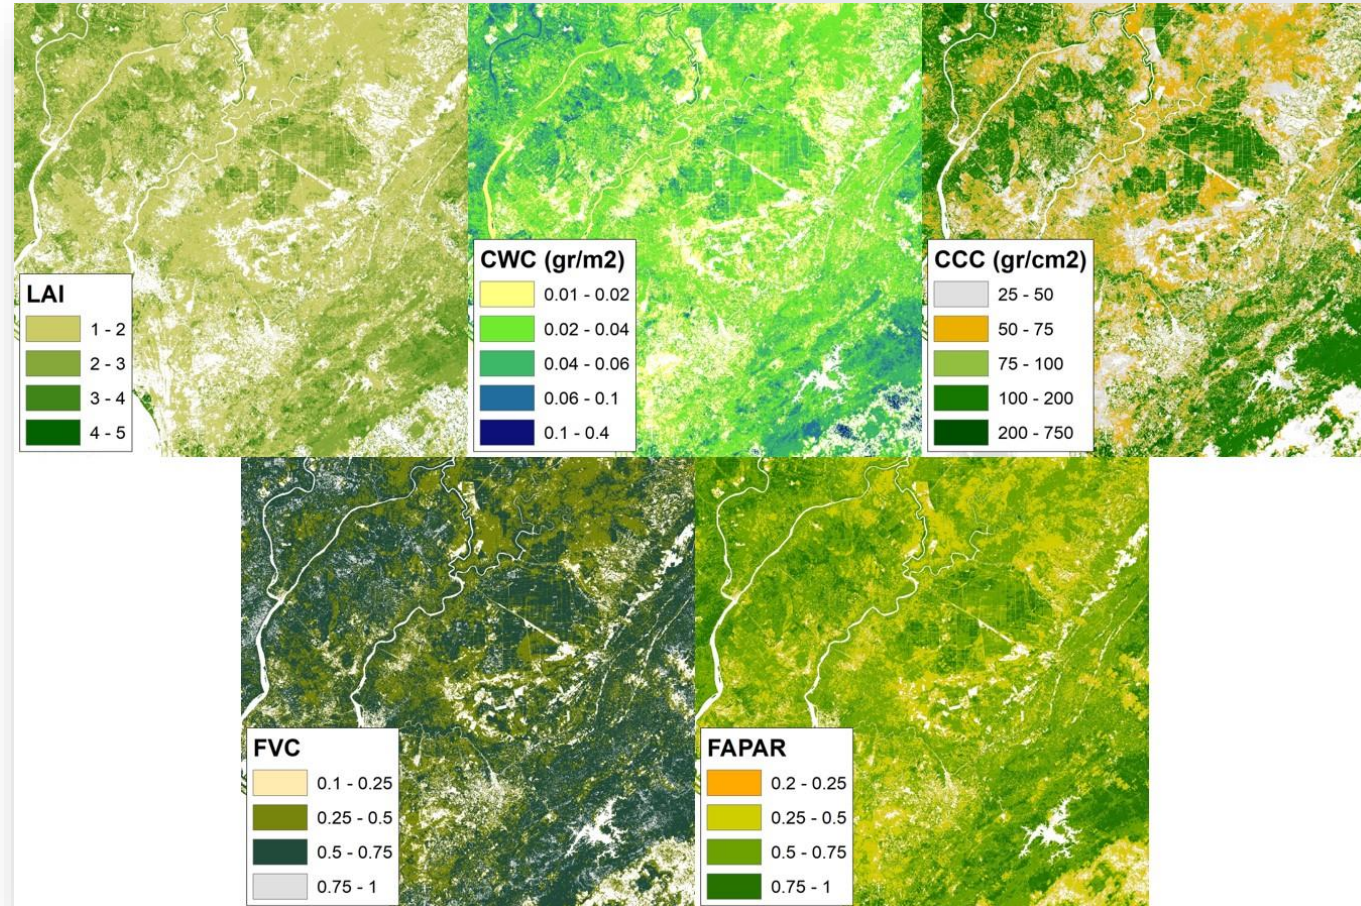 LAI
1 - 2
2 - 3
3 - 4
4 - 5
CWC (gr/m2)
0.01 - 0.02
0.02 - 0.04
0.04 - 0.06
0.06 - 0.1
0.1 - 0.4
CCC (gr/cm2)
25 - 50
50 - 75
75 - 100
100 - 200
200 - 750
FVC
0.1 - 0.25
0.25 - 0.5
0.5 - 0.75
0.75 - 1
FAPAR
0.2 - 0.25
0.25 - 0.5
0.5 - 0.75
0.75 - 1